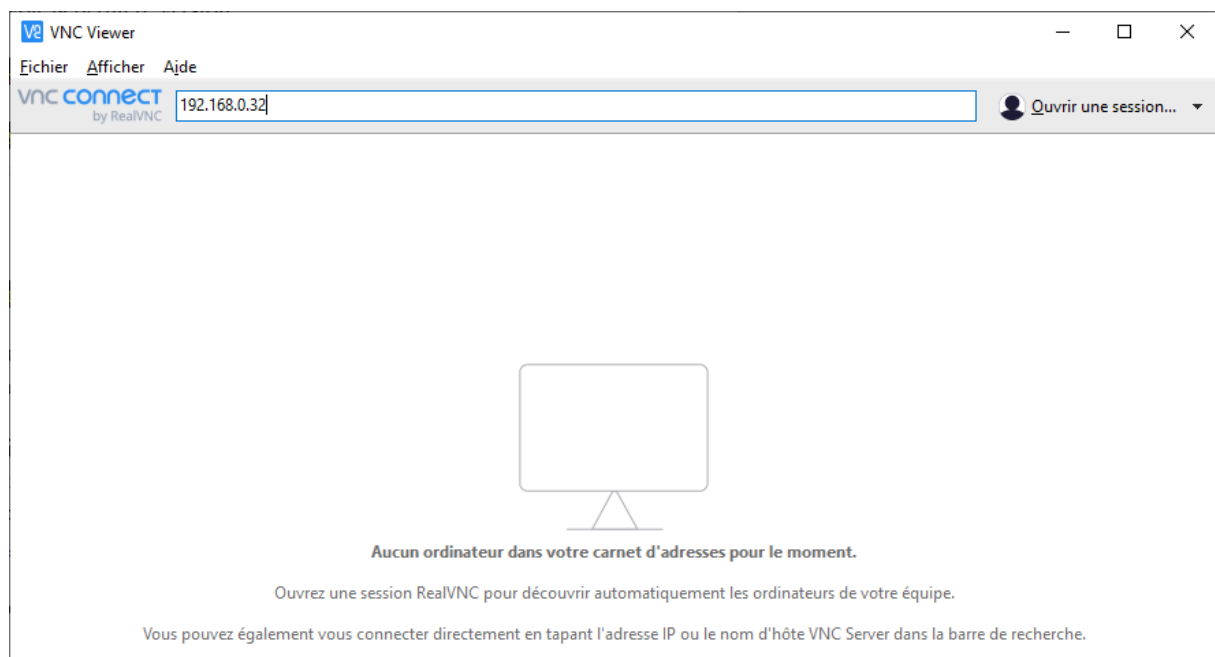 VNC Viewer
Fichier Afficher Aide
vnc connect
by RealVNC
192.168.0.32
Ouvrir une session...
Aucun ordinateur dans votre carnet d'adresses pour le moment.
Ouvrez une session RealVNC pour découvrir automatiquement les ordinateurs de votre équipe.
Vous pouvez également vous connecter directement en tapant l'adresse IP ou le nom d'hôte VNC Server dans la barre de recherche.